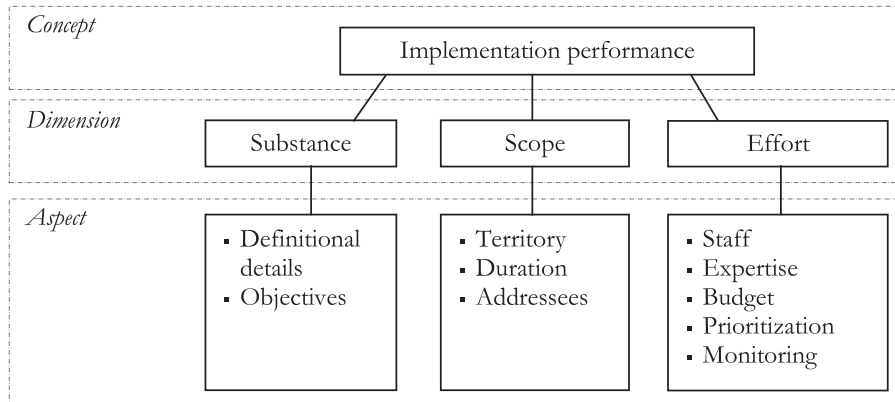 Concept
Implementation performance
Dimension
Substance
Scope
Effort
Aspect
▪ Definitional
details
▪ Objectives
▪ Territory
▪ Duration
▪ Addressees
▪ Staff
▪ Expertise
▪ Budget
▪ Prioritization
▪ Monitoring